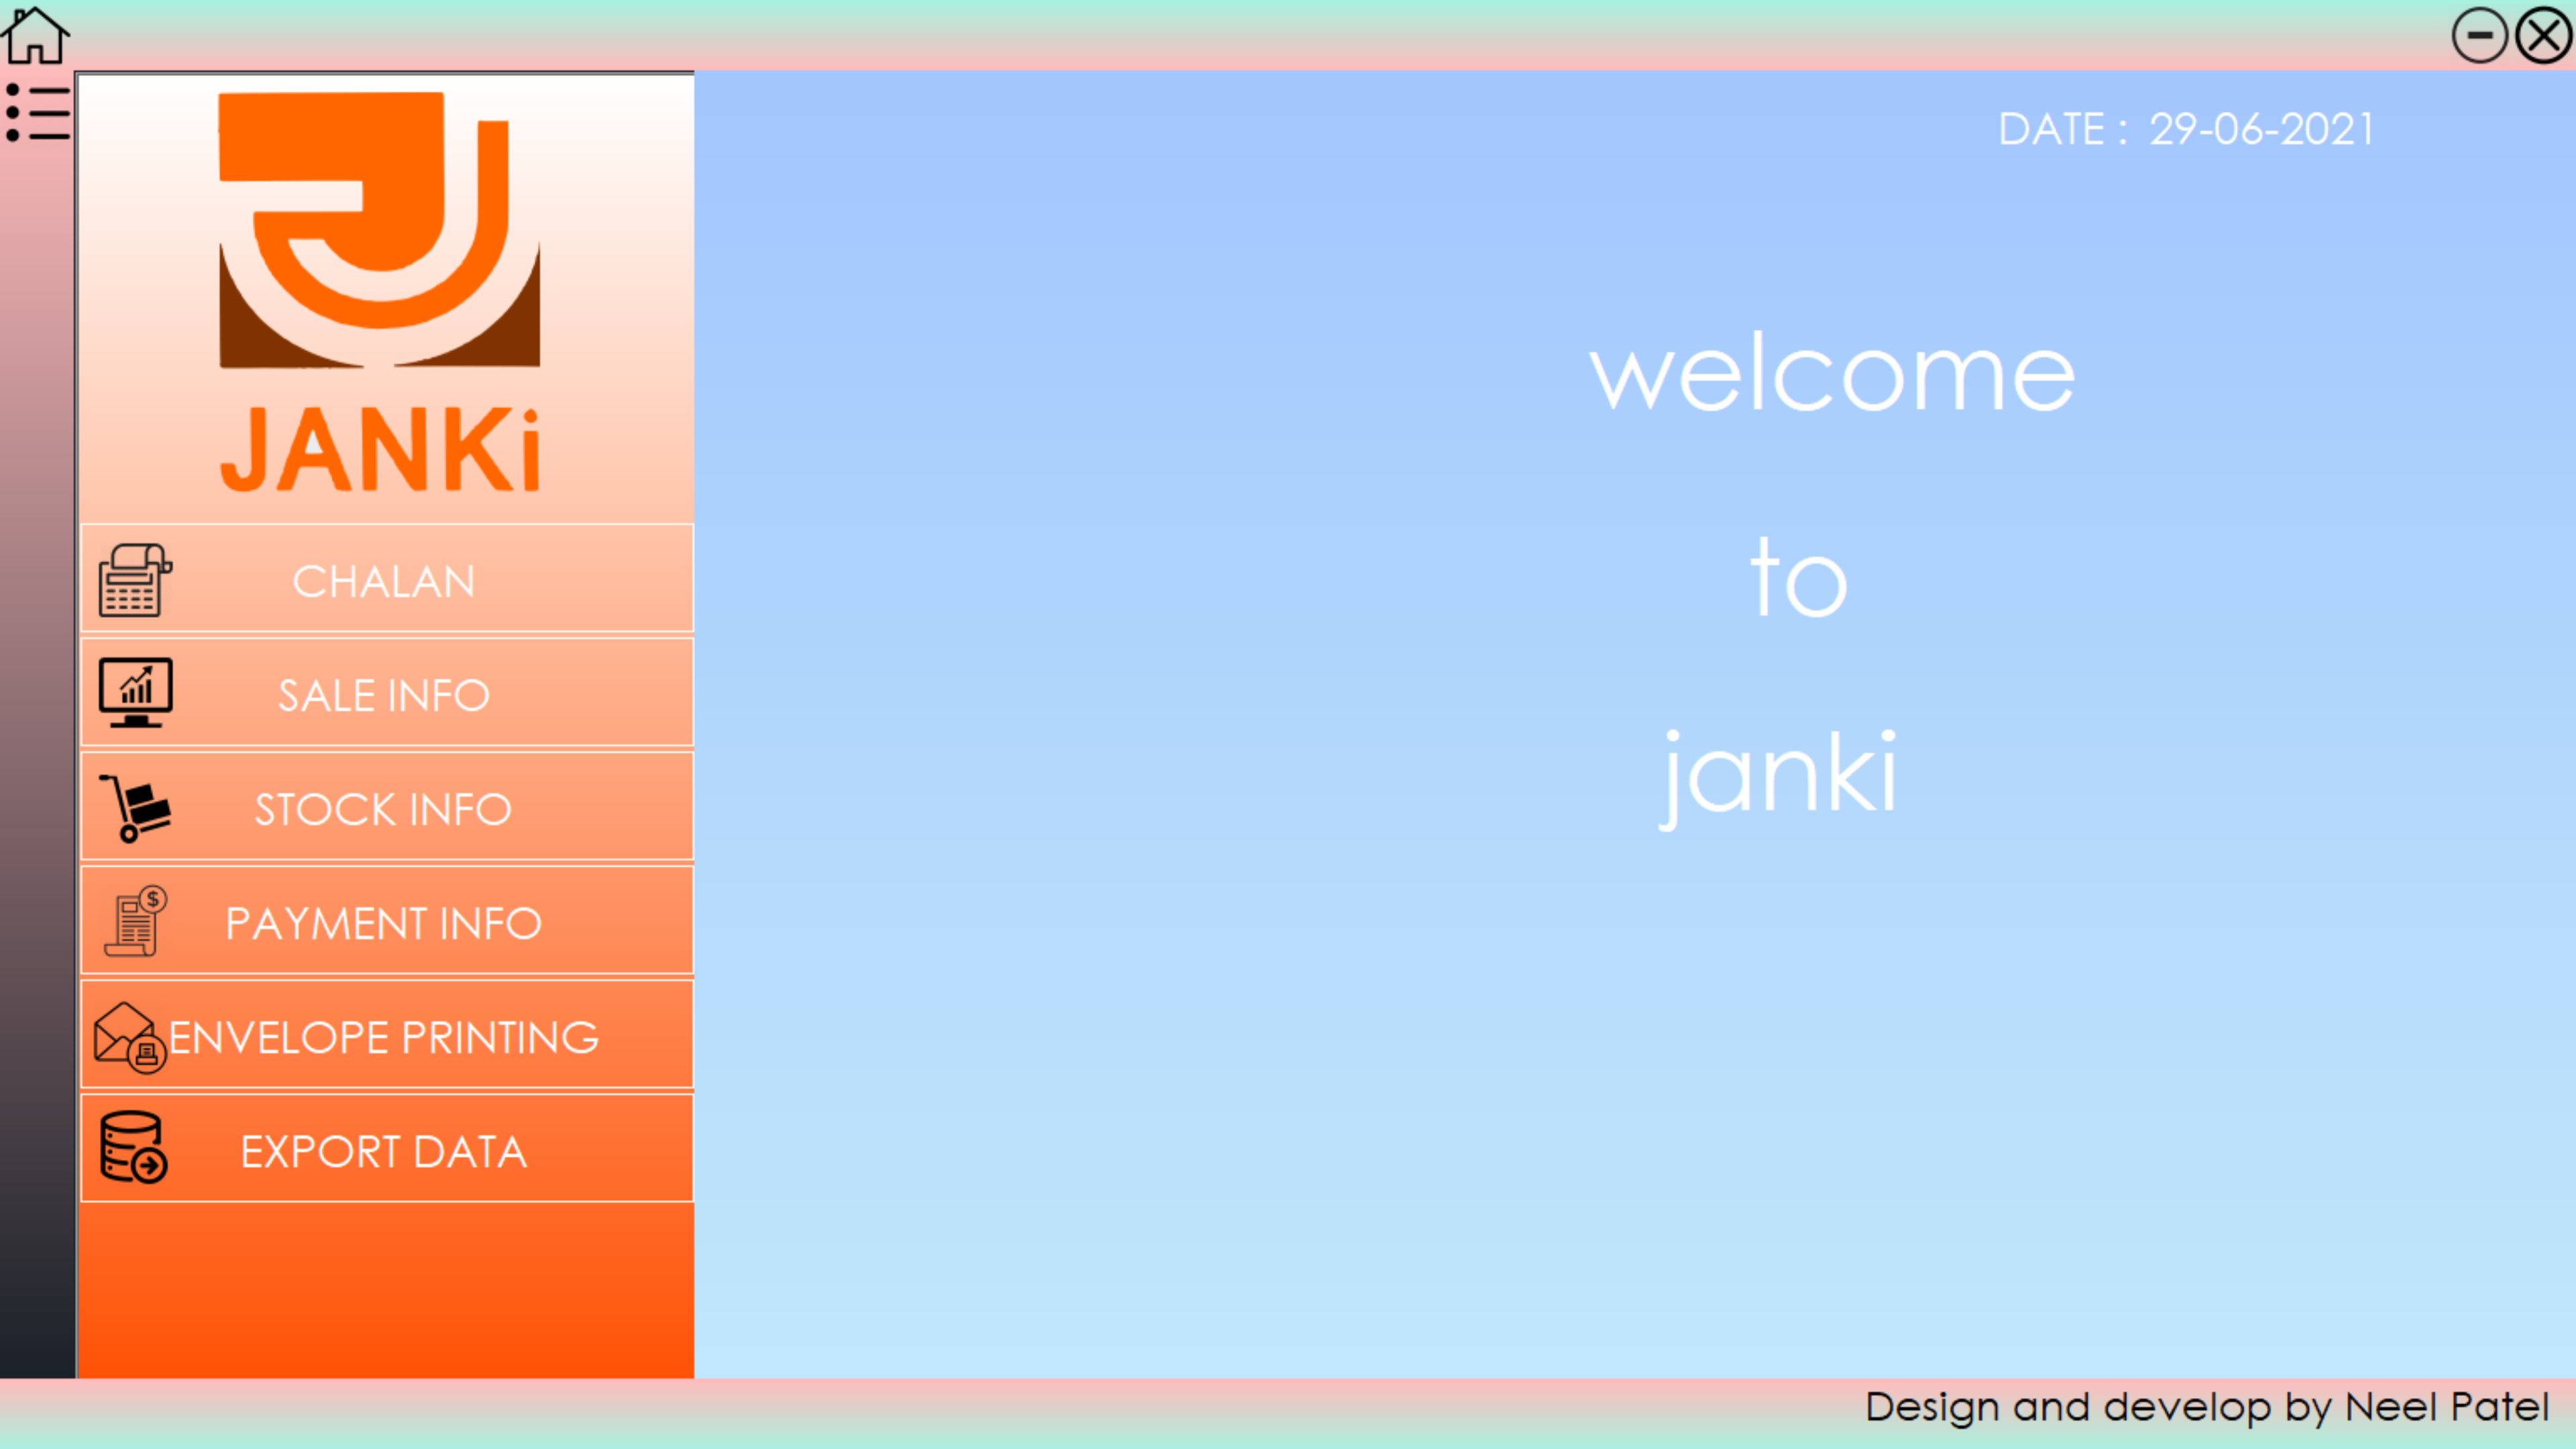 JANKi
CHALAN
SALE INFO
STOCK INFO
PAYMENT INFO
ENVELOPE PRINTING
EXPORT DATA
DATE : 29-06-2021
welcome
to
janki
Design and develop by Neel Patel